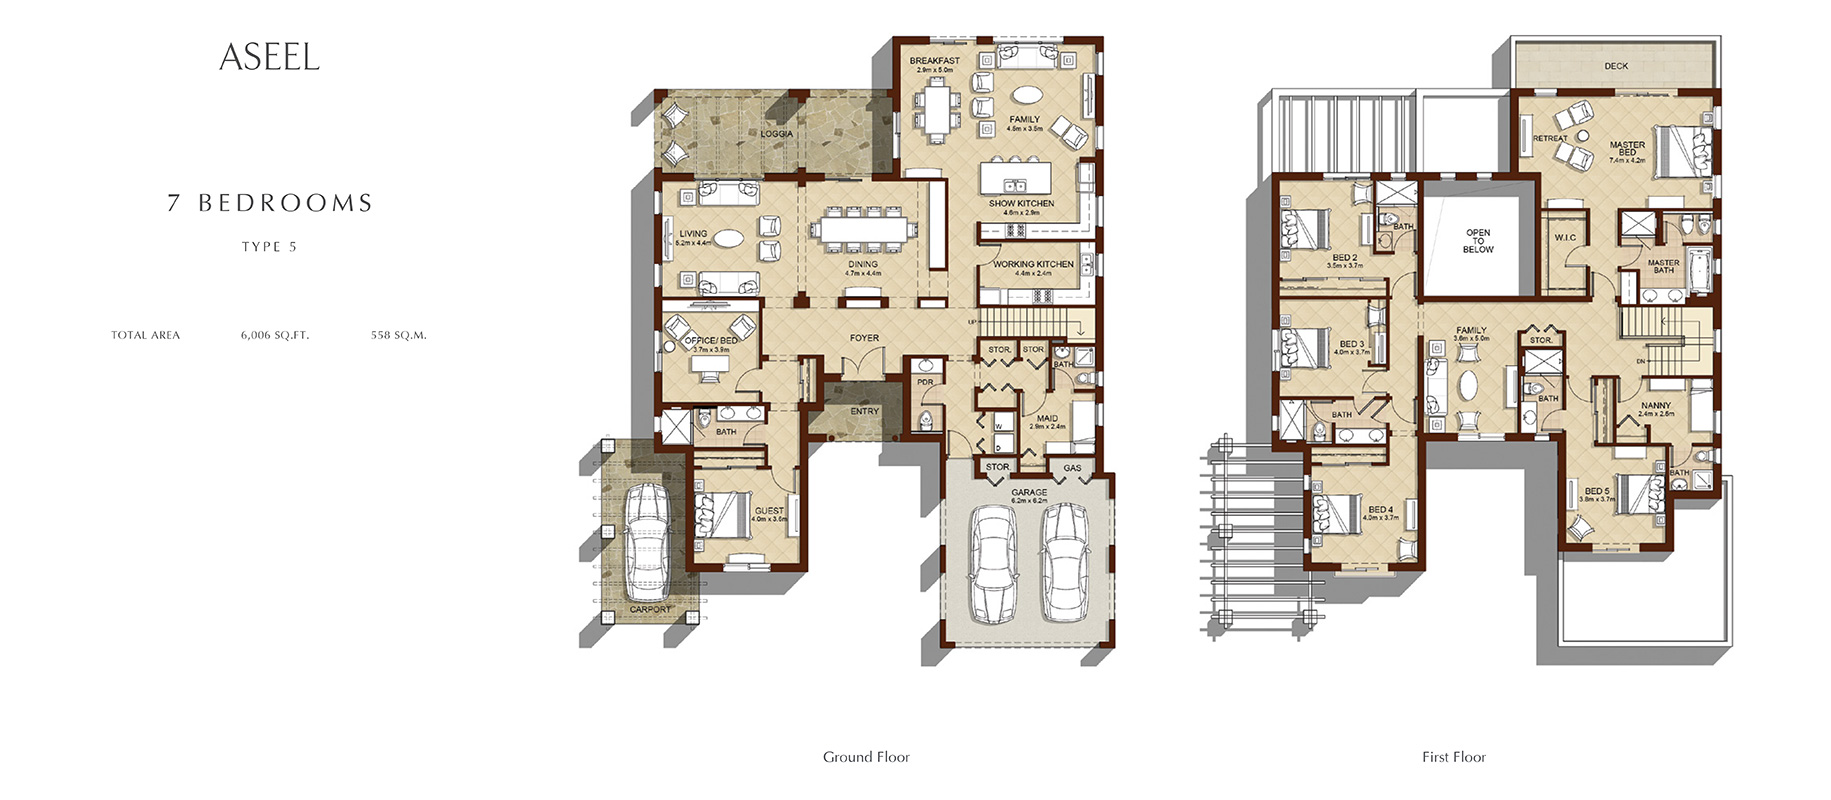 ASEEL
7 BEDROOMS
TYPE 5
TOTAL AREA 6,006 SQ.FT. 558 SQ.M.
BREAKFAST
2.9m x 5.0m
FAMILY
4.5m x 3.5m
LOGGIA
SHOW KITCHEN
4.6m x 2.9m
LIVING
5.2m x 4.4m
DINING
4.7m x 4.4m
WORKING KITCHEN
4.4m x 2.4m
UP
OFFICE/ BED
3.7m x 3.9m
FOYER
STOR.
STOR.
BATH
PDR.
ENTRY
MAID
2.9m x 2.4m
W
D
BATH
STOR.
GAS
GARAGE
6.2m x 6.2m
GUEST
4.0m x 3.6m
CARPORT
Ground Floor
DECK
RETREAT
MASTER
BED
7.4m x 4.2m
BATH
W.I.C
OPEN
TO
BELOW
BED 2
3.5m x 3.7m
MASTER
BATH
FAMILY
3.6m x 5.0m
STOR.
BED 3
4.0m x 3.7m
DN
BATH
BATH
NANNY
2.4m x 2.5m
BATH
BED 5
3.8m x 3.7m
BED 4
4.0m x 3.7m
First Floor